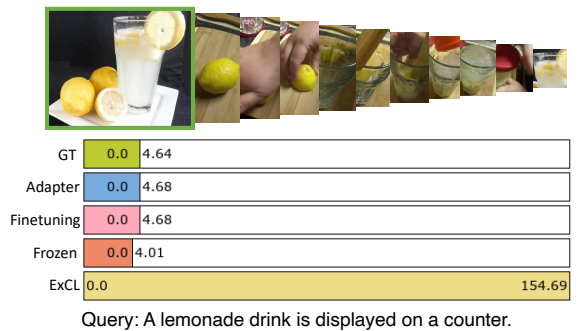 GT 0.0 4.64
Adapter 0.0 4.68
Finetuning 0.0 4.68
Frozen 0.0 4.01
ExCL 0.0 154.69
Query: A lemonade drink is displayed on a counter.